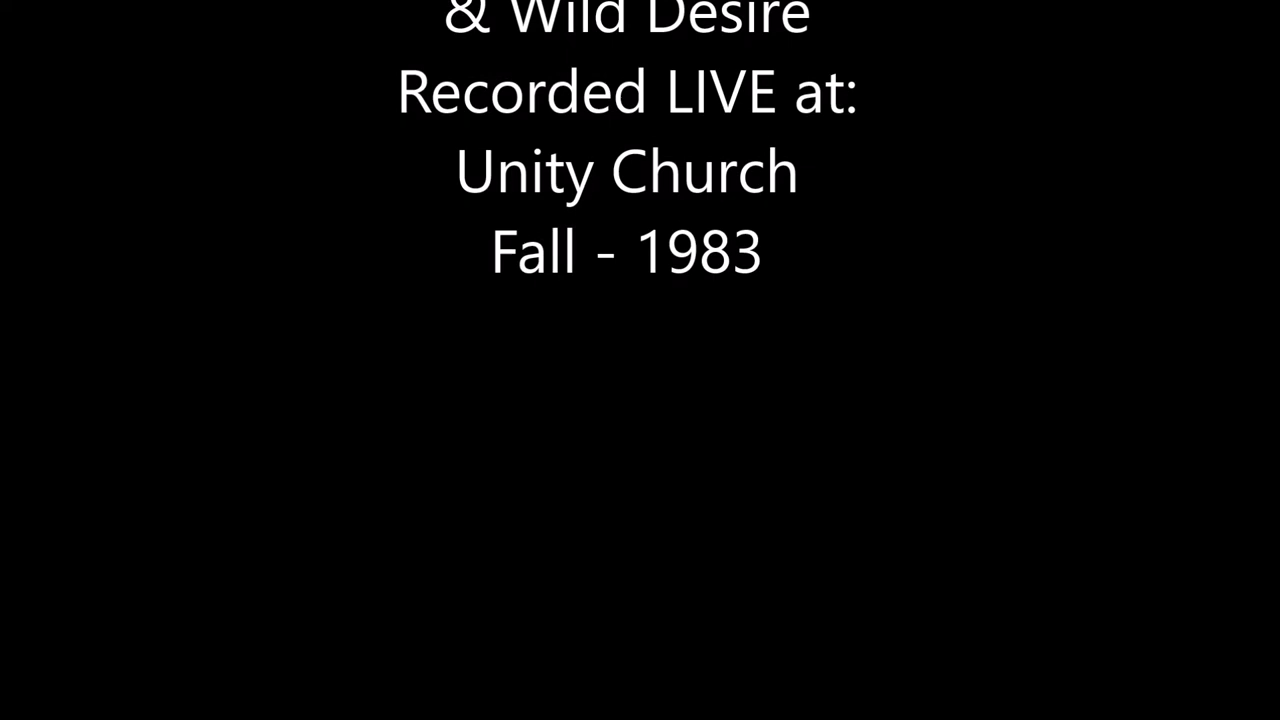 & Wild Desire
Recorded LIVE at:
Unity Church
Fall - 1983